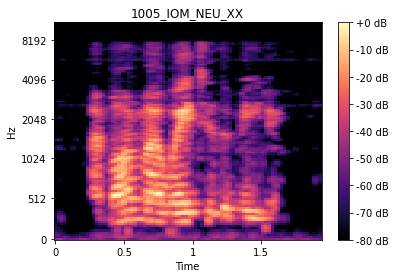 1005_IOM_NEU_XX
8192
4096
2048
1024
512
0
Hz
0
0.5
1
1.5
Time
+0 dB
-10 dB
-20 dB
-30 dB
-40 dB
-50 dB
-60 dB
-70 dB
-80 dB